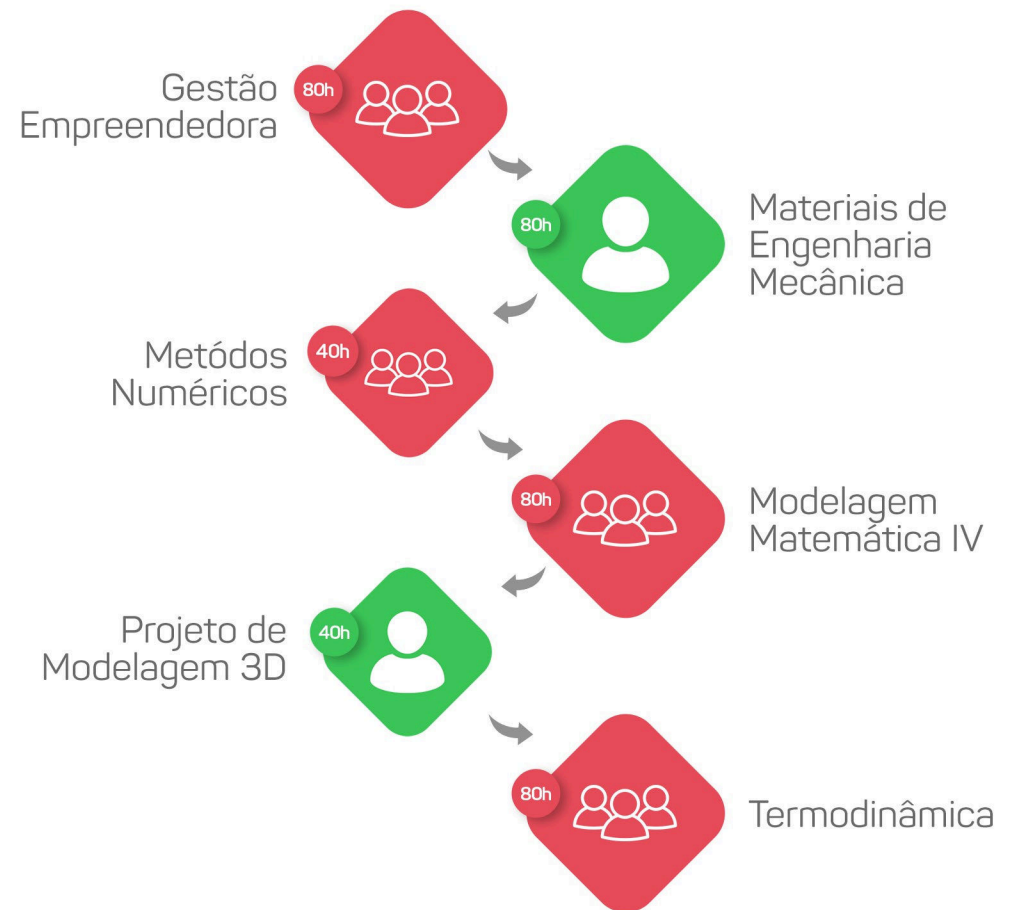 Gestão
Empreendedora
80h
80h
Materiais de
Engenharia
Mecânica
Metódos
Numéricos
40h
80h
Modelagem
Matemática IV
Projeto de
Modelagem 3D
40h
80h
Termodinâmica